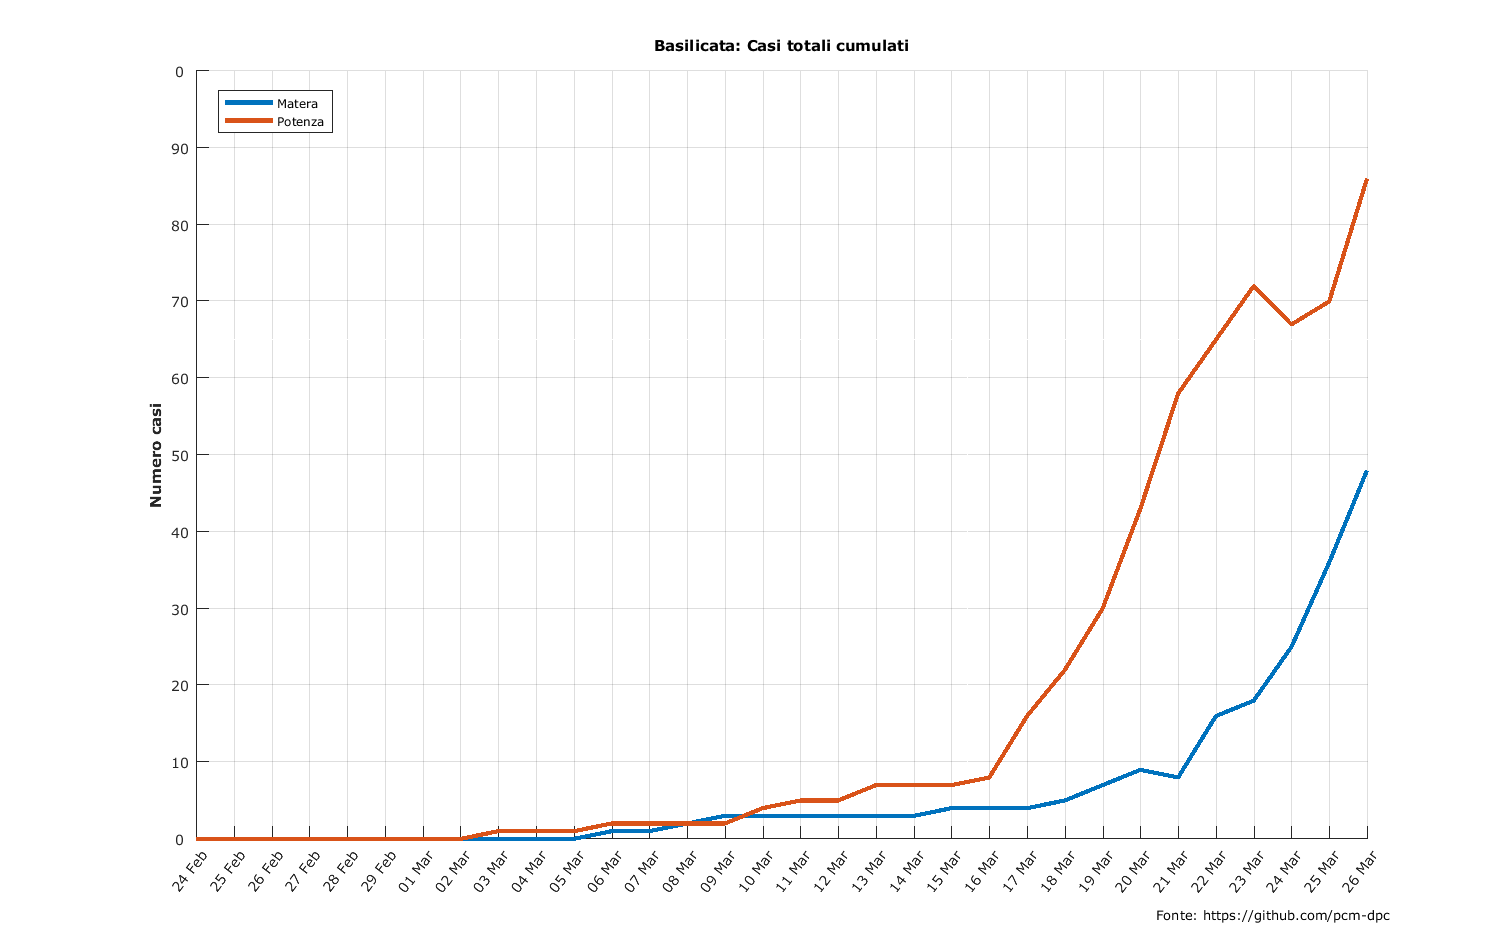 Basilicata: Casi totali cumulati
0
90
80
70
60
50
40
30
20
10
0
Numero casi
Matera
Potenza
24 Feb
25 Feb
26 Feb
27 Feb
28 Feb
29 Feb
01 Mar
02 Mar
03 Mar
04 Mar
05 Mar
06 Mar
07 Mar
08 Mar
09 Mar
10 Mar
11 Mar
12 Mar
13 Mar
14 Mar
15 Mar
16 Mar
17 Mar
18 Mar
19 Mar
20 Mar
21 Mar
22 Mar
23 Mar
24 Mar
25 Mar
26 Mar
Fonte: https://github.com/pcm-dpc